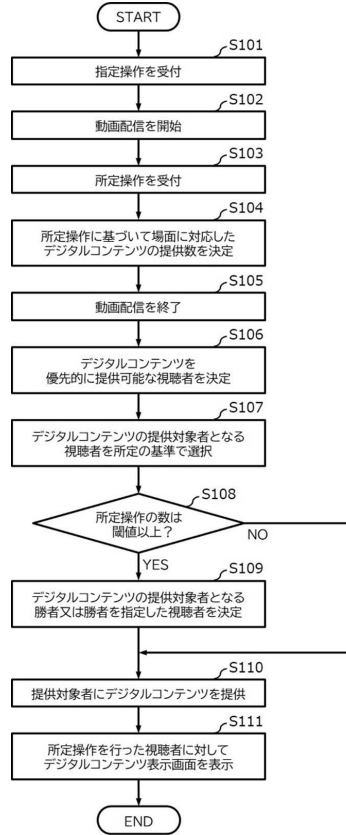 START
S101
指定操作を受付
S102
動画配信を開始
S103
所定操作を受付
S104
所定操作に基づいて場面に対応した
デジタルコンテンツの提供数を決定
S105
動画配信を終了
S106
デジタルコンテンツを
優先的に提供可能な視聴者を決定
S107
デジタルコンテンツの提供対象者となる
視聴者を所定の基準で選択
S108
所定操作の数は
閾値以上?
NO
YES
S109
デジタルコンテンツの提供対象者となる
勝者又は勝者を指定した視聴者を決定
S110
提供対象者にデジタルコンテンツを提供
S111
所定操作を行った視聴者に対して
デジタルコンテンツ表示画面を表示
END